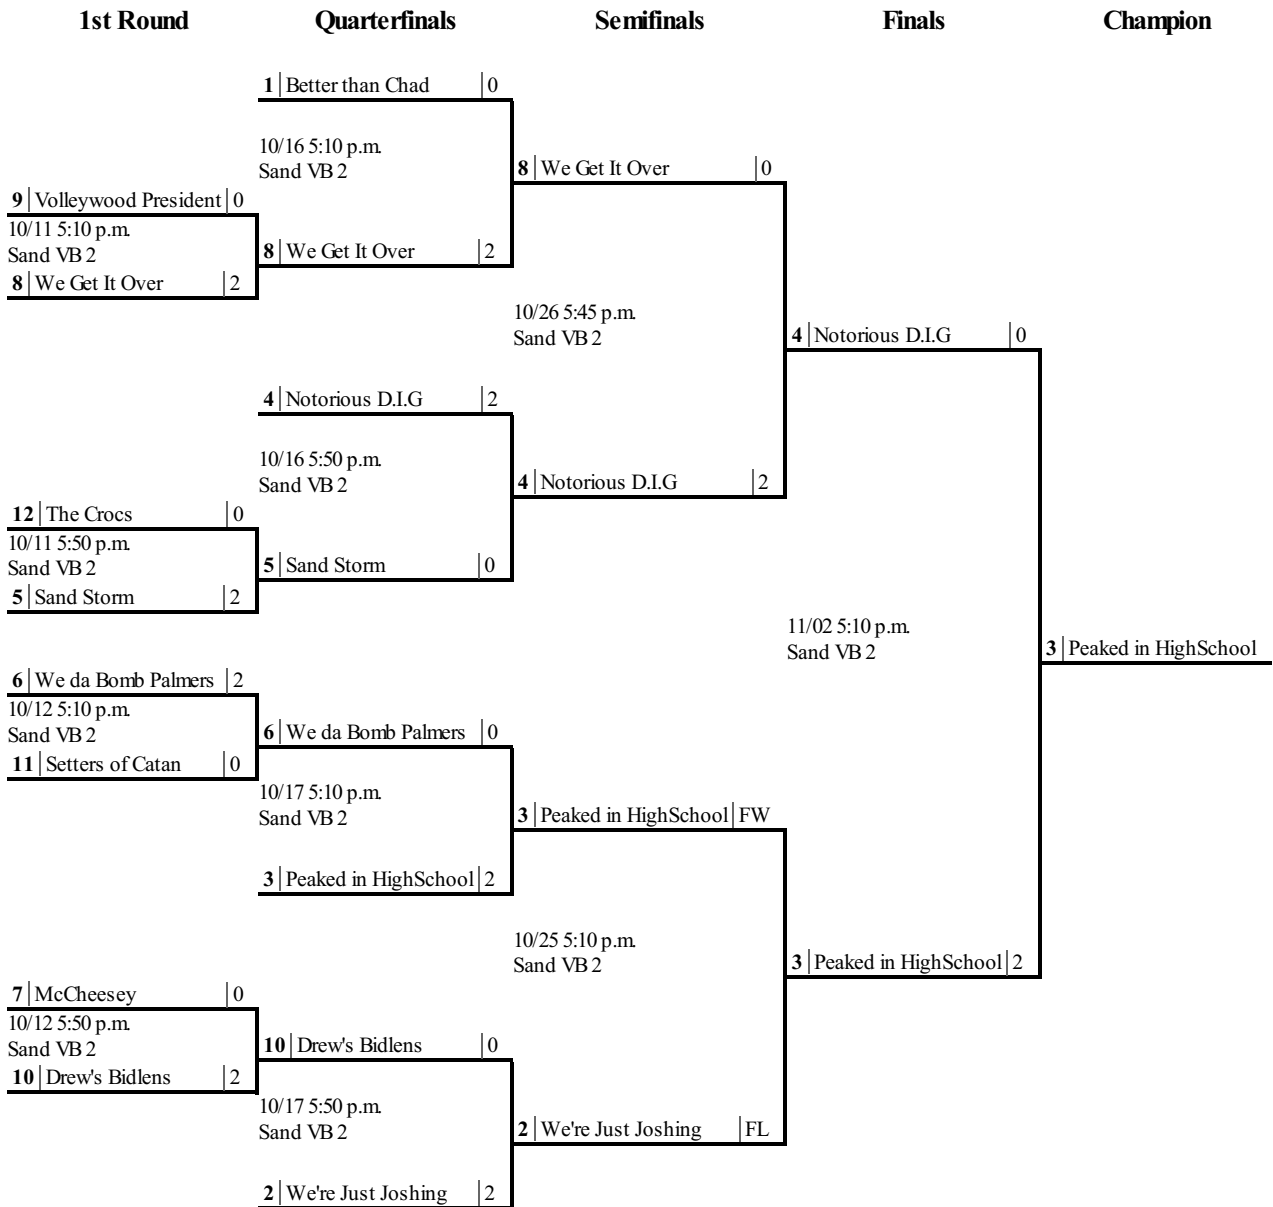 1st Round Quarterfinals Semifinals Finals Champion
1 Better than Chad 0
10/16 5:10 p.m.
Sand VB 2
8 We Get It Over 0
9 Volleywood President 0
10/11 5:10 p.m.
Sand VB 2
8 We Get It Over 2
8 We Get It Over 2
10/26 5:45 p.m.
Sand VB 2
4 Notorious D.I.G 0
4 Notorious D.I.G 2
10/16 5:50 p.m.
Sand VB 2
4 Notorious D.I.G 2
12 The Crocs 0
10/11 5:50 p.m.
Sand VB 2
5 Sand Storm 0
5 Sand Storm 2
11/02 5:10 p.m.
Sand VB 2
3 Peaked in HighSchool
6 We da Bomb Palmers 2
10/12 5:10 p.m.
Sand VB 2
6 We da Bomb Palmers 0
11 Setters of Catan 0
10/17 5:10 p.m.
Sand VB 2
3 Peaked in HighSchool FW
3 Peaked in HighSchool 2
10/25 5:10 p.m.
Sand VB 2
3 Peaked in HighSchool 2
7 McCheesey 0
10/12 5:50 p.m.
Sand VB 2
10 Drew's Bidlens 0
10 Drew's Bidlens 2
10/17 5:50 p.m.
Sand VB 2
2 We're Just Joshing FL
2 We're Just Joshing 2